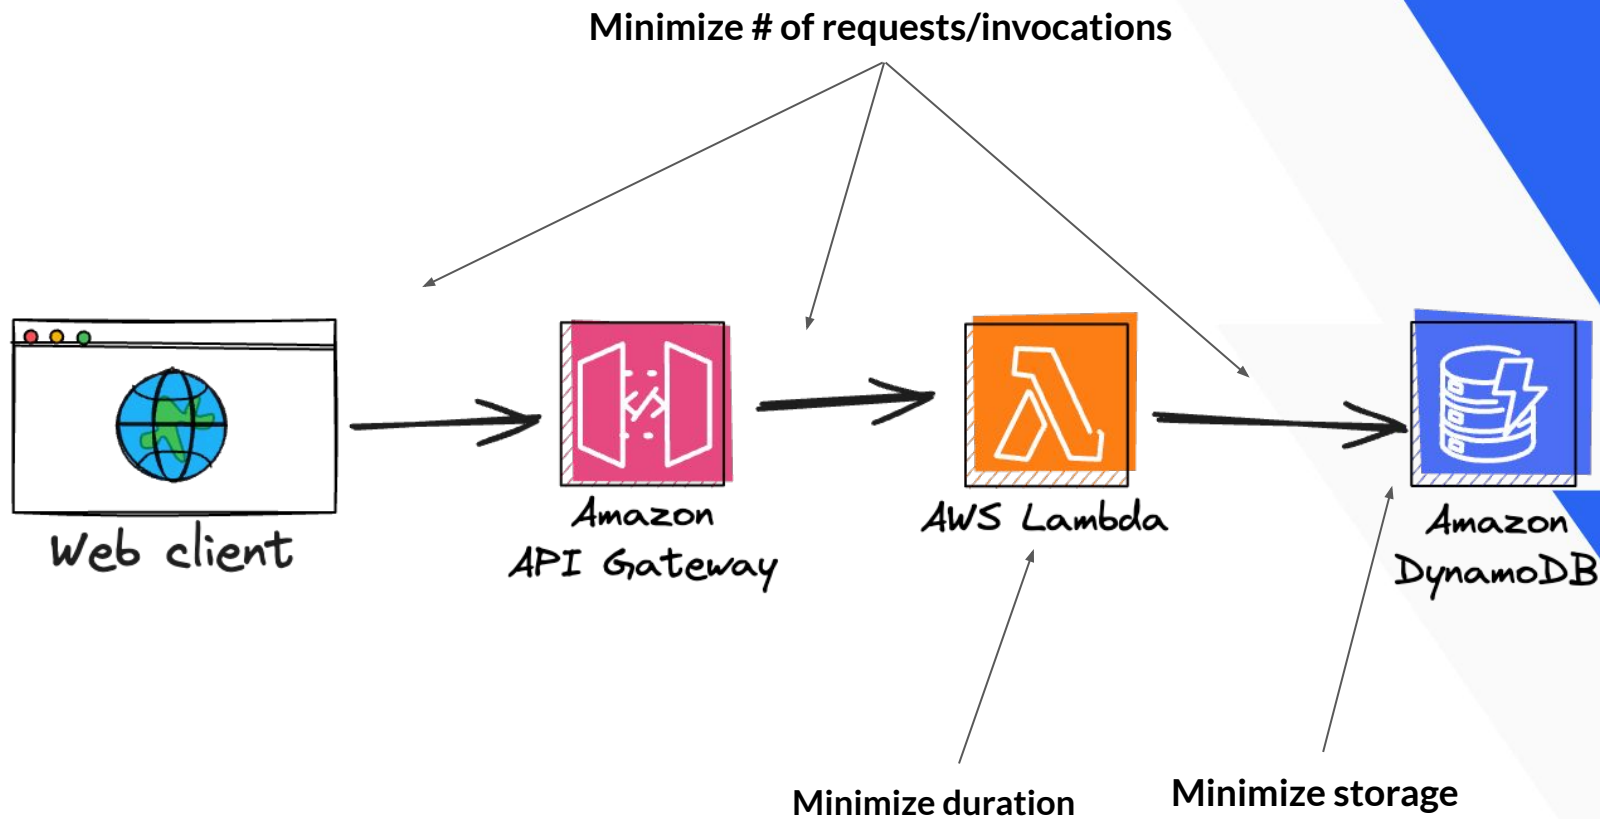 Minimize # of requests/invocations
Web client
Amazon
API Gateway
AWS Lambda
Amazon
DynamoDB
Minimize duration
Minimize storage